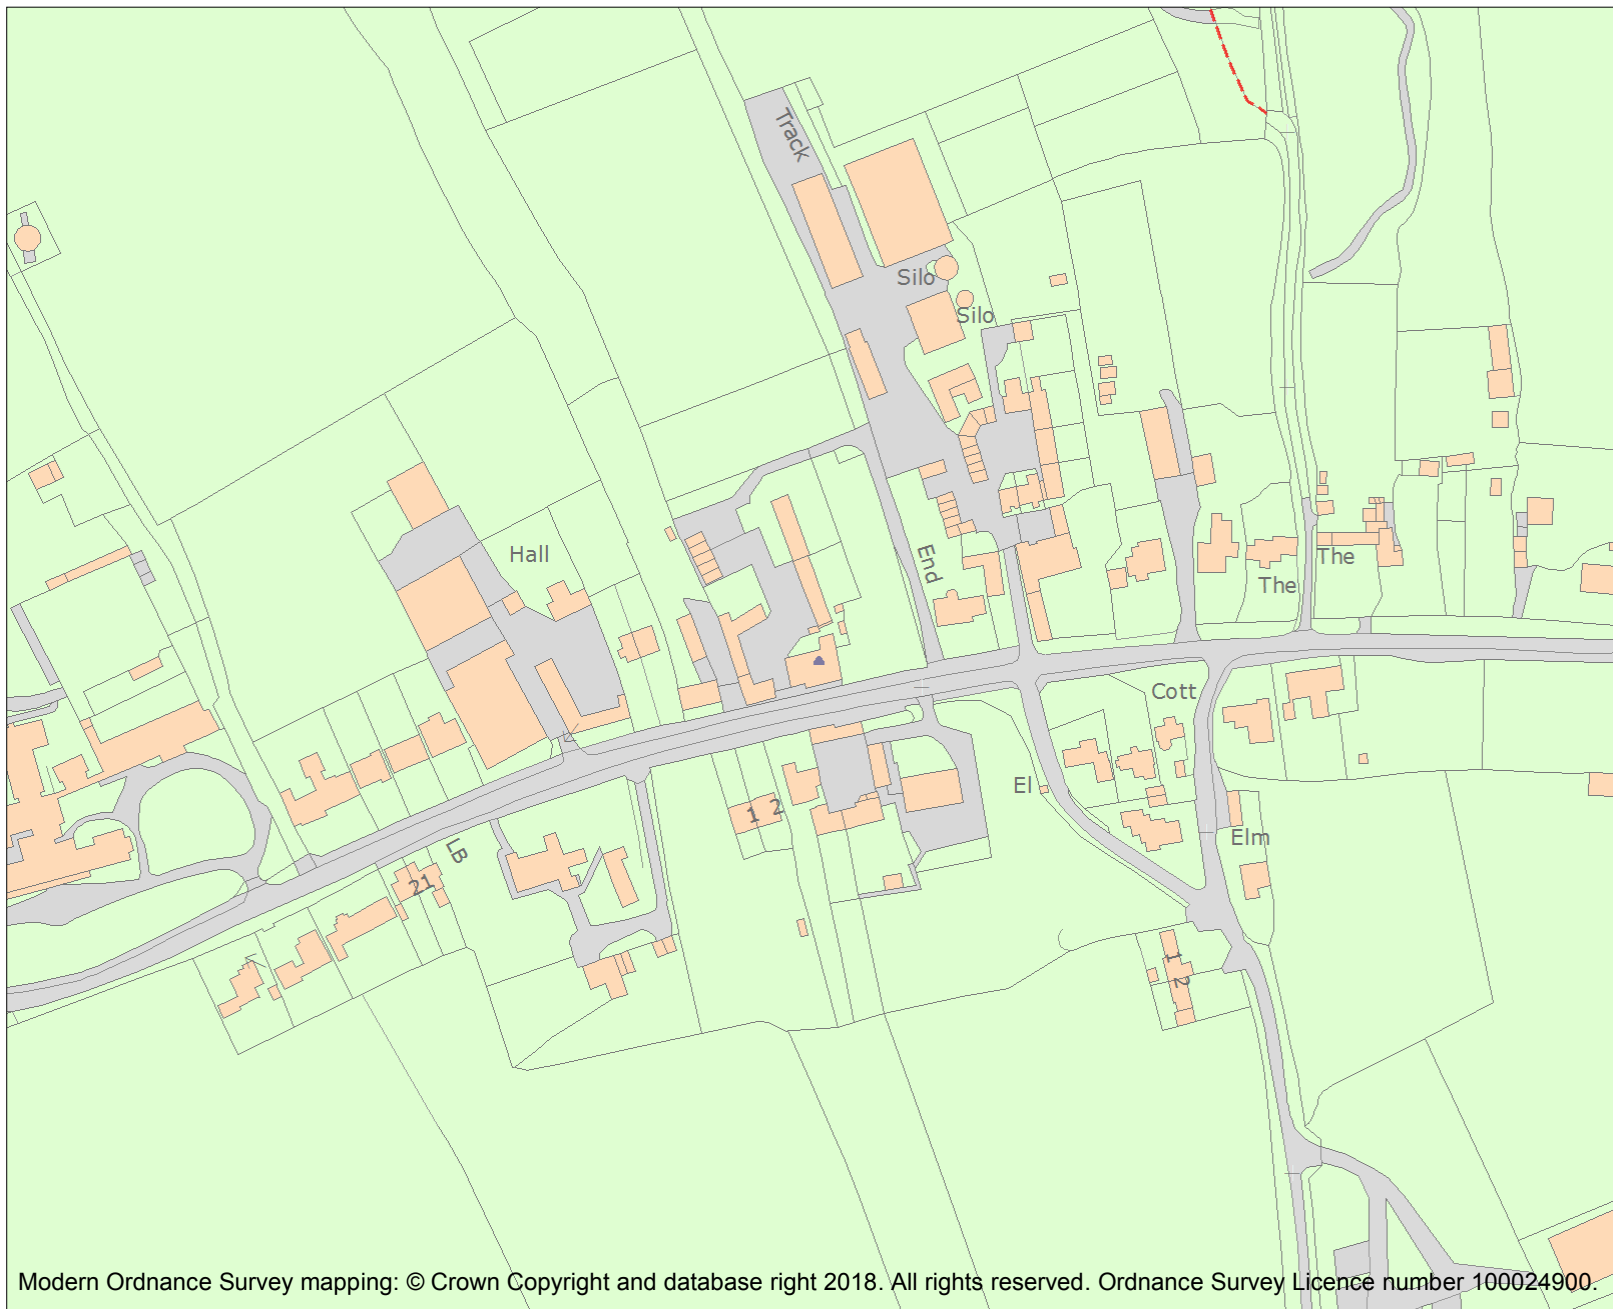 Track
Silo
Silo
Hall
End
The
The
Cott
El
1 2
Elm
LB
21
1 2
Modern Ordnance Survey mapping: © Crown Copyright and database right 2018. All rights reserved. Ordnance Survey Licence number 100024900.